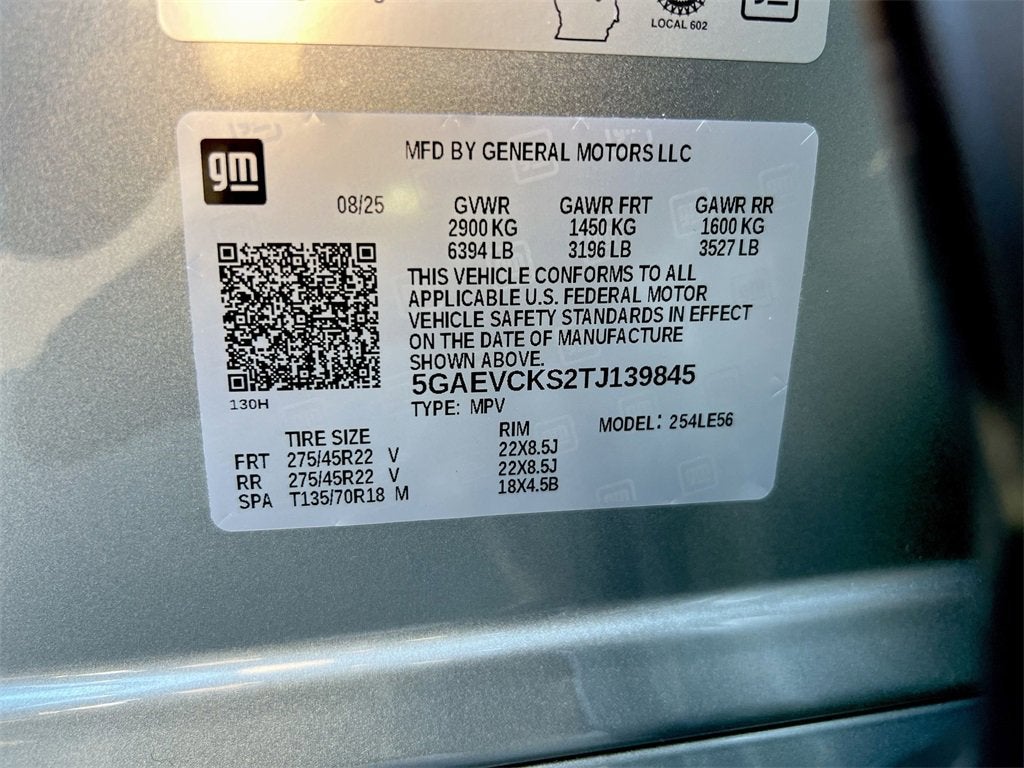 LOCAL 602
gm
MFD BY GENERAL MOTORS LLC
08/25 GVWR GAWR FRT GAWR RR
2900 KG 1450 KG 1600 KG
6394 LB 3196 LB 3527 LB
THIS VEHICLE CONFORMS TO ALL
APPLICABLE U.S. FEDERAL MOTOR
VEHICLE SAFETY STANDARDS IN EFFECT
ON THE DATE OF MANUFACTURE
SHOWN ABOVE.
5GAEVCKS2TJ139845
130H
TYPE: MPV
TIRE SIZE RIM MODEL: 254LE56
FRT 275/45R22 V 22X8.5J
RR 275/45R22 V 22X8.5J
SPA T135/70R18 M 18X4.5B